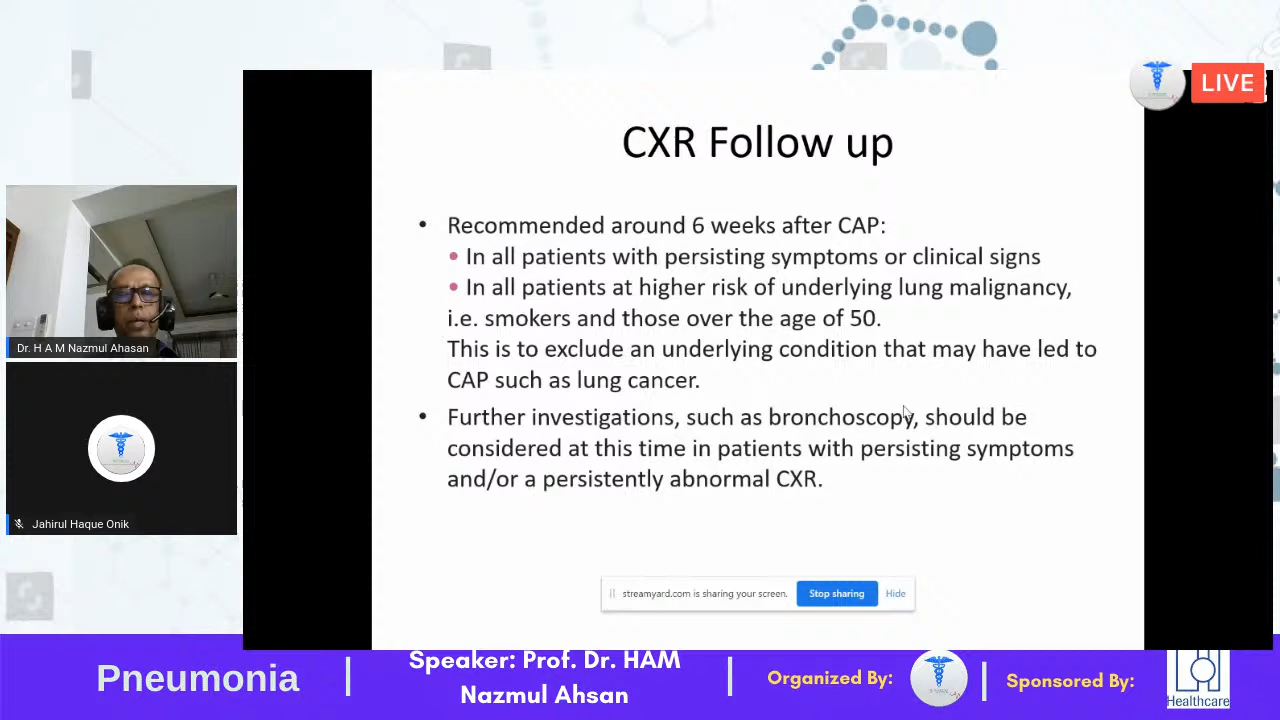 LIVE
CXR Follow up
• Recommended around 6 weeks after CAP:
• In all patients with persisting symptoms or clinical signs
• In all patients at higher risk of underlying lung malignancy,
i.e. smokers and those over the age of 50.
This is to exclude an underlying condition that may have led to
CAP such as lung cancer.
• Further investigations, such as bronchoscopy, should be
considered at this time in patients with persisting symptoms
and/or a persistently abnormal CXR.
Dr. H A M Nazmul Ahasan
Jahirul Haque Onik
streamyard.com is sharing your screen.
Stop sharing
Hide
Pneumonia
Speaker: Prof. Dr. HAM
Nazmul Ahsan
Organized By:
Sponsored By:
Healthcare